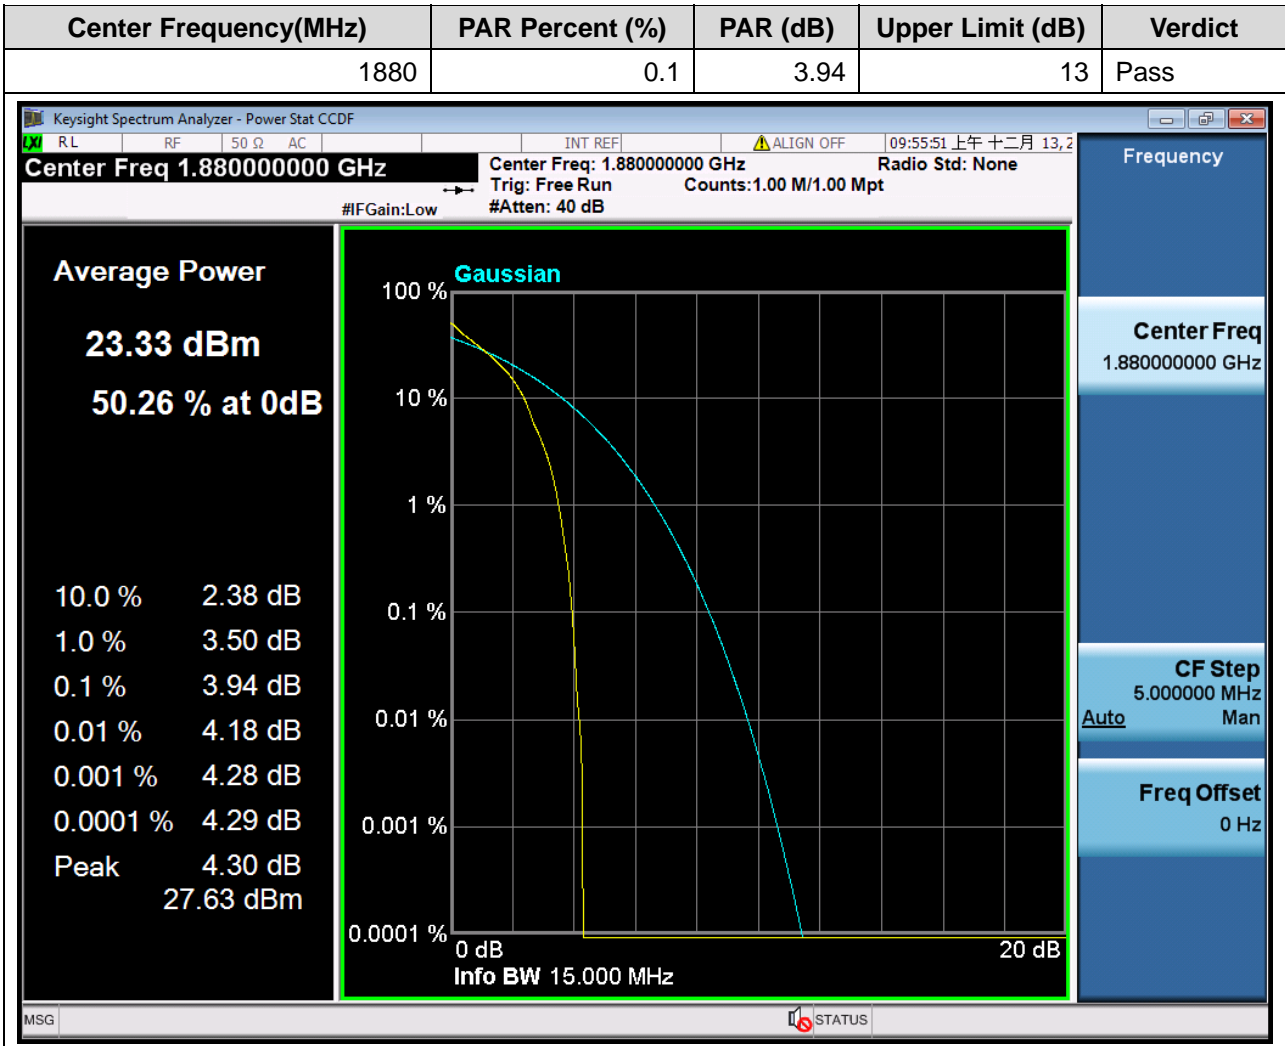 Center Frequency(MHz) PAR Percent (%) PAR (dB) Upper Limit (dB) Verdict
1880 0.1 3.94 13 Pass
Keysight Spectrum Analyzer - Power Stat CCDF
LXI RL RF 50 Ω AC INT REF ALIGN OFF 09:55:51 上午 十二月 13, 2
Center Freq 1.880000000 GHz
Center Freq: 1.880000000 GHz Radio Std: None
Trig: Free Run Counts:1.00 M/1.00 Mpt
#IFGain:Low #Atten: 40 dB
Average Power
23.33 dBm
50.26 % at 0dB
10.0 % 2.38 dB
1.0 % 3.50 dB
0.1 % 3.94 dB
0.01 % 4.18 dB
0.001 % 4.28 dB
0.0001 % 4.29 dB
Peak 4.30 dB
27.63 dBm
Gaussian
100 %
10 %
1 %
0.1 %
0.01 %
0.001 %
0.0001 %
0 dB 20 dB
Info BW 15.000 MHz
Frequency
Center Freq
1.880000000 GHz
CF Step
5.000000 MHz
Auto Man
Freq Offset
0 Hz
MSG STATUS